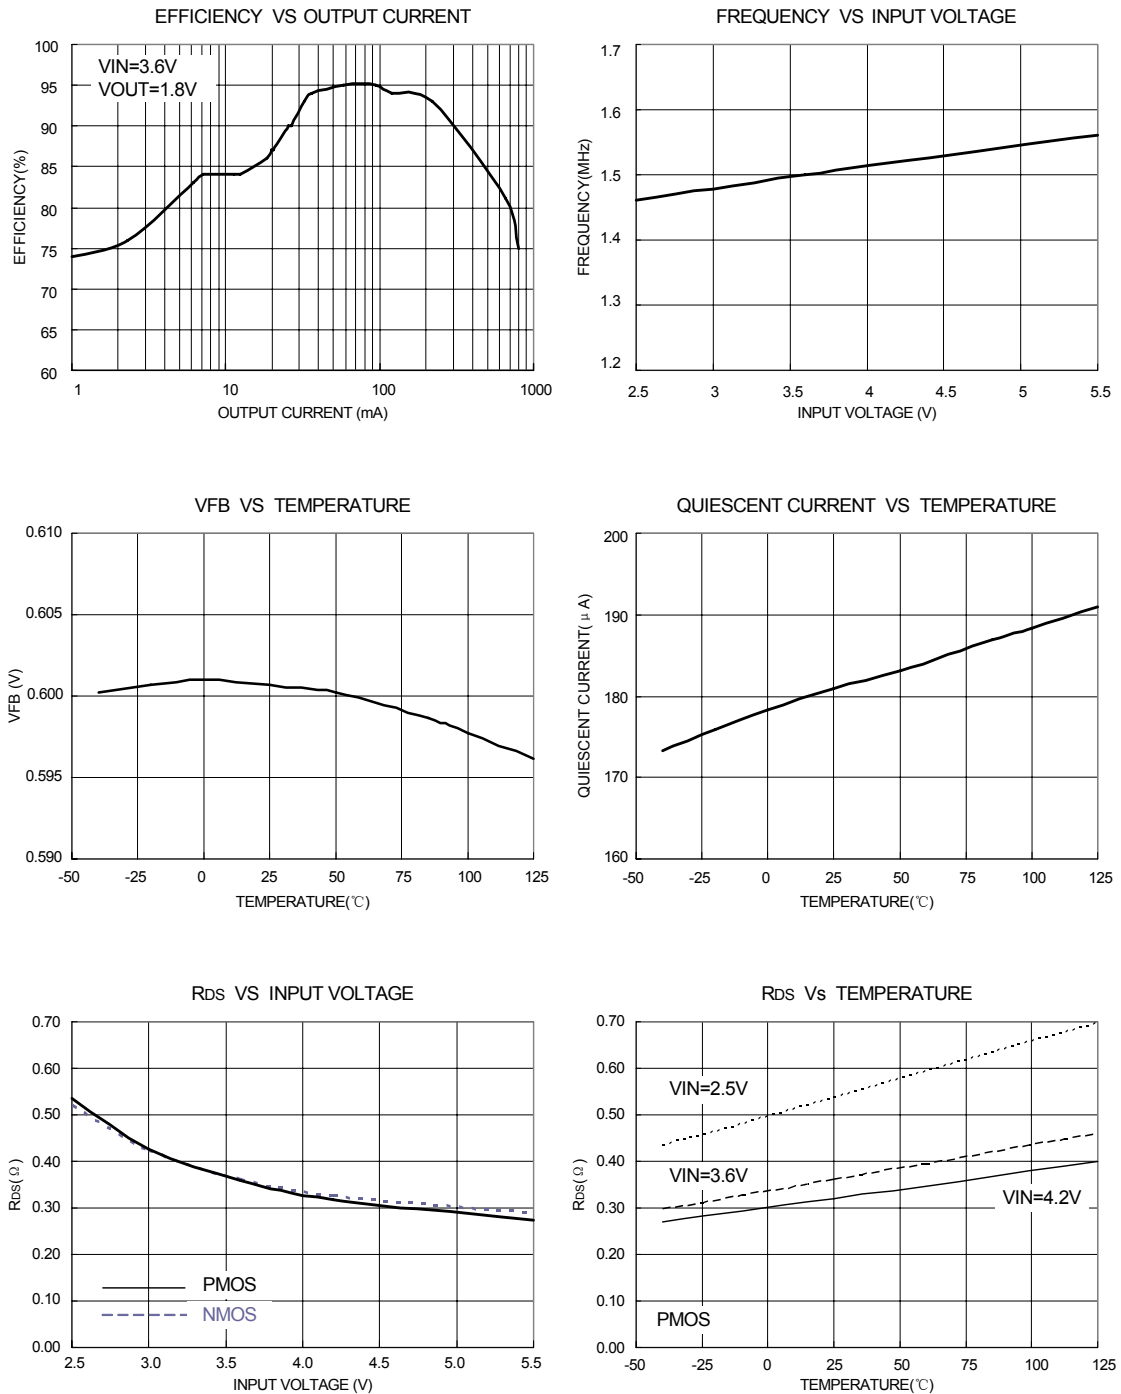 EFFICIENCY VS OUTPUT CURRENT
VIN=3.6V
VOUT=1.8V
EFFICIENCY(%)
100
95
90
85
80
75
70
65
60
1 10 100 1000
OUTPUT CURRENT (mA)
FREQUENCY VS INPUT VOLTAGE
FREQUENCY(MHz)
1.7
1.6
1.5
1.4
1.3
1.2
2.5 3 3.5 4 4.5 5 5.5
INPUT VOLTAGE (V)
VFB VS TEMPERATURE
VFB (V)
0.610
0.605
0.600
0.595
0.590
-50 -25 0 25 50 75 100 125
TEMPERATURE(℃)
QUIESCENT CURRENT VS TEMPERATURE
QUIESCENT CURRENT( μ A)
200
190
180
170
160
-50 -25 0 25 50 75 100 125
TEMPERATURE(℃)
RDS VS INPUT VOLTAGE
RDS( Ω )
0.70
0.60
0.50
0.40
0.30
0.20
0.10
0.00
PMOS
NMOS
2.5 3.0 3.5 4.0 4.5 5.0 5.5
INPUT VOLTAGE (V)
RDS Vs TEMPERATURE
RDS( Ω )
0.70
0.60
0.50
0.40
0.30
0.20
0.10
0.00
VIN=2.5V
VIN=3.6V
VIN=4.2V
PMOS
-50 -25 0 25 50 75 100 125
TEMPERATURE(℃)